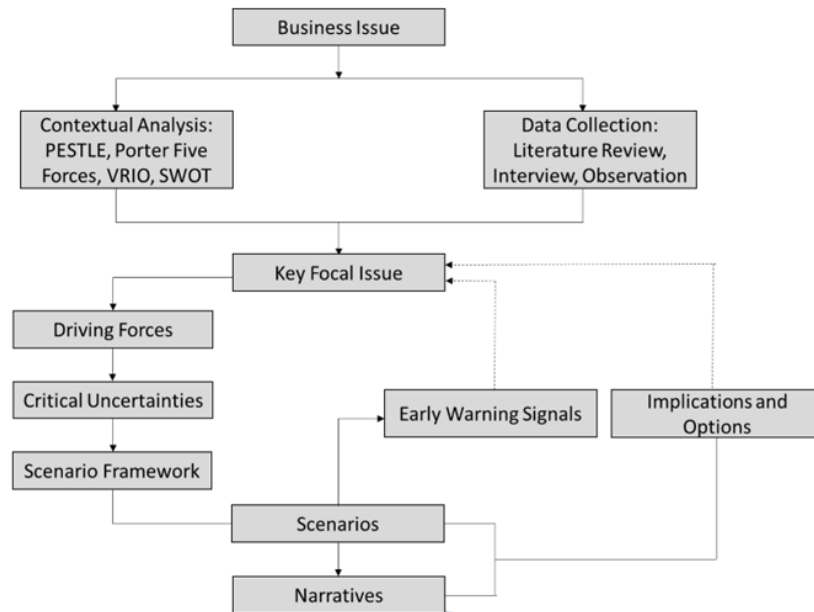 Business Issue
Contextual Analysis:
PESTLE, Porter Five
Forces, VRIO, SWOT
Data Collection:
Literature Review,
Interview, Observation
Key Focal Issue
Driving Forces
Critical Uncertainties
Early Warning Signals
Implications and
Options
Scenario Framework
Scenarios
Narratives